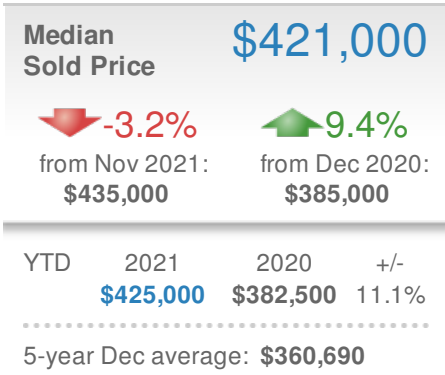 Median
Sold Price
$421,000
-3.2%
from Nov 2021:
$435,000
9.4%
from Dec 2020:
$385,000
YTD 2021 2020 +/-
$425,000 $382,500 11.1%
5-year Dec average: $360,690